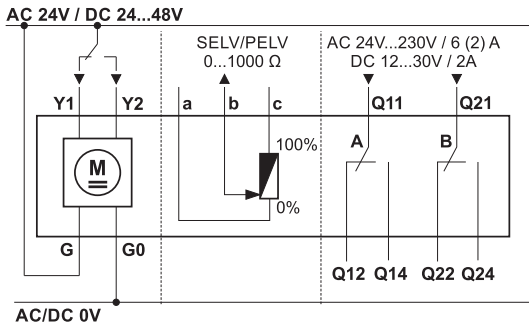 AC 24V / DC 24...48V
SELV/PELV
0...1000 Ω
AC 24V...230V / 6 (2) A
DC 12...30V / 2A
Y1 Y2 a b c Q11 Q21
M
100%
0%
A B
G G0 Q12 Q14 Q22 Q24
AC/DC 0V